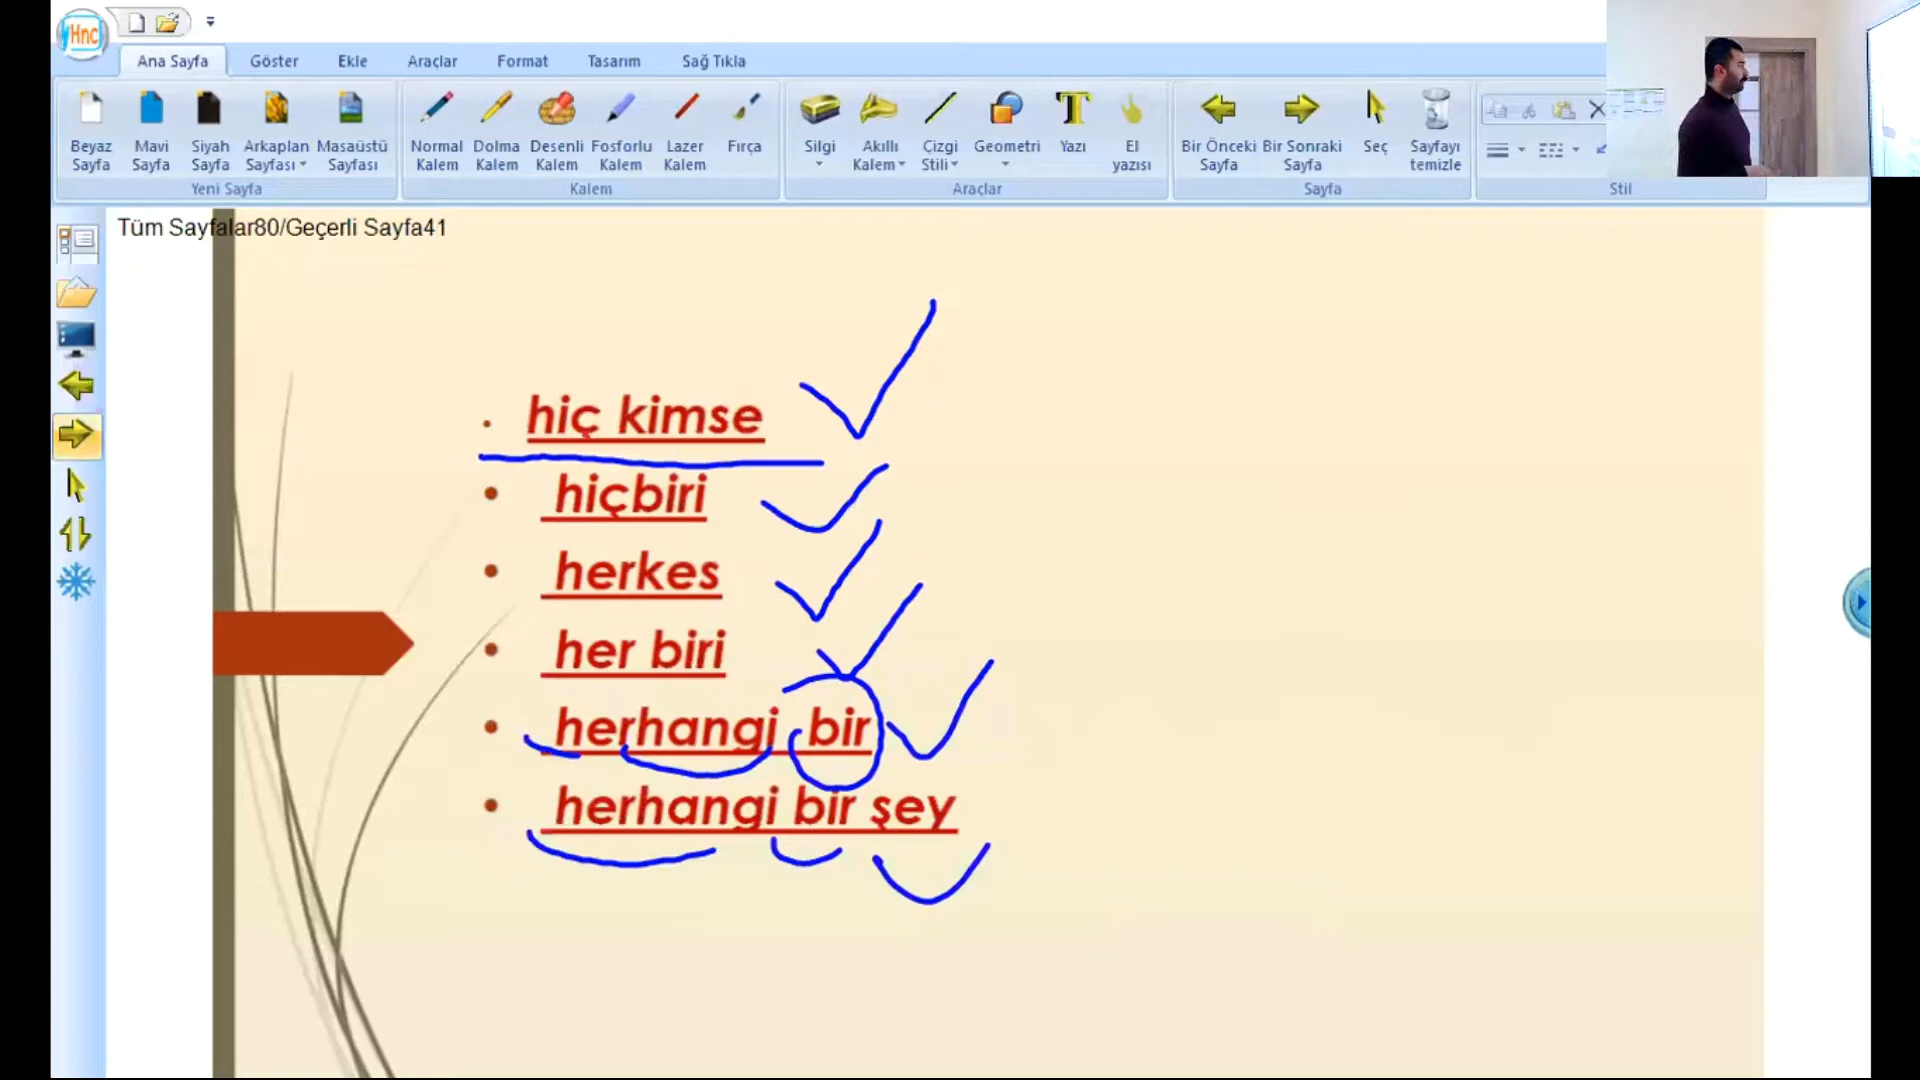 Hnc
Ana Sayfa Göster Ekle Araçlar Format Tasarım Sağ Tıkla
Beyaz Sayfa Mavi Sayfa Siyah Sayfa Arkaplan Sayfası Masaüstü Sayfası Normal Kalem Dolma Kalem Desenli Kalem Fosforlu Kalem Lazer Kalem Fırça Silgi Akıllı Kalem Çizgi Stili Geometri Yazı El yazısı Bir Önceki Sayfa Bir Sonraki Sayfa Seç Sayfayı temizle
Yeni Sayfa Kalem Araçlar Sayfa Stil
Tüm Sayfalar80/Geçerli Sayfa41
• hiç kimse
• hiçbiri
• herkes
• her biri
• herhangi bir
• herhangi bir şey